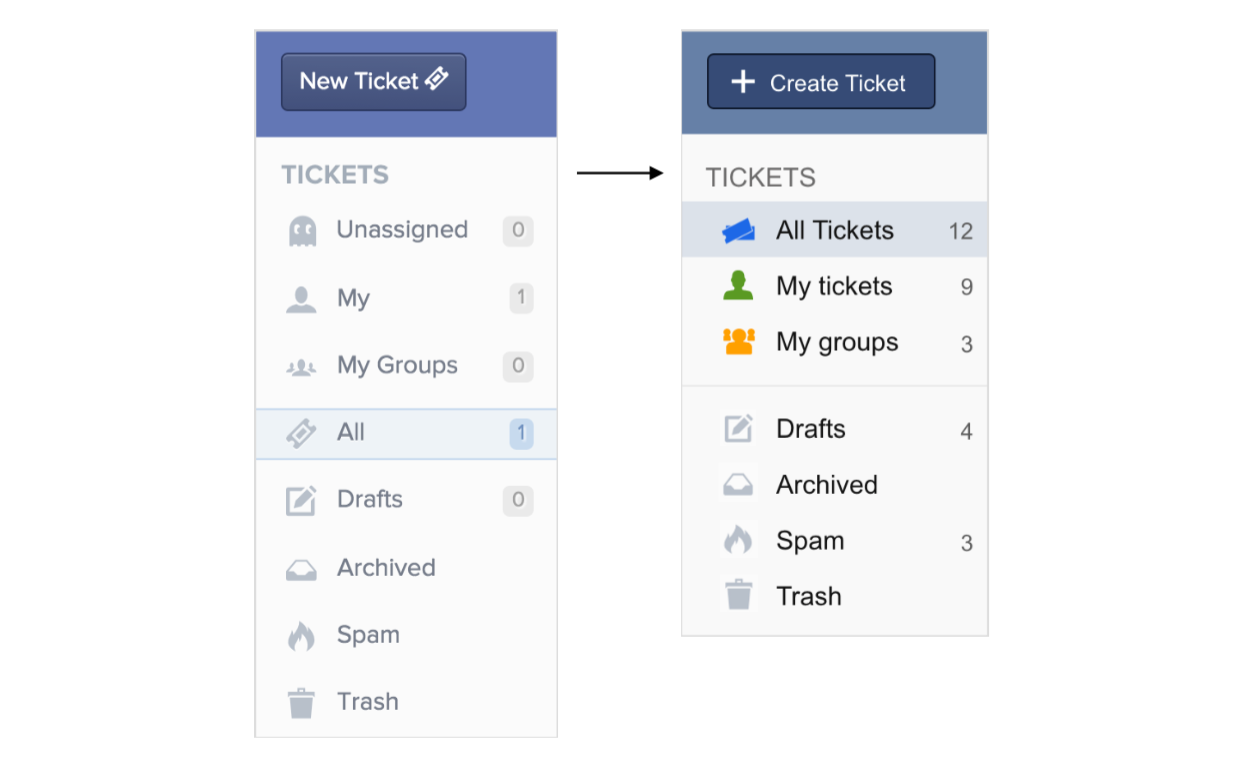 New Ticket
TICKETS
Unassigned 0
My 1
My Groups 0
All 1
Drafts 0
Archived
Spam
Trash
Create Ticket
TICKETS
All Tickets 12
My tickets 9
My groups 3
Drafts 4
Archived
Spam 3
Trash